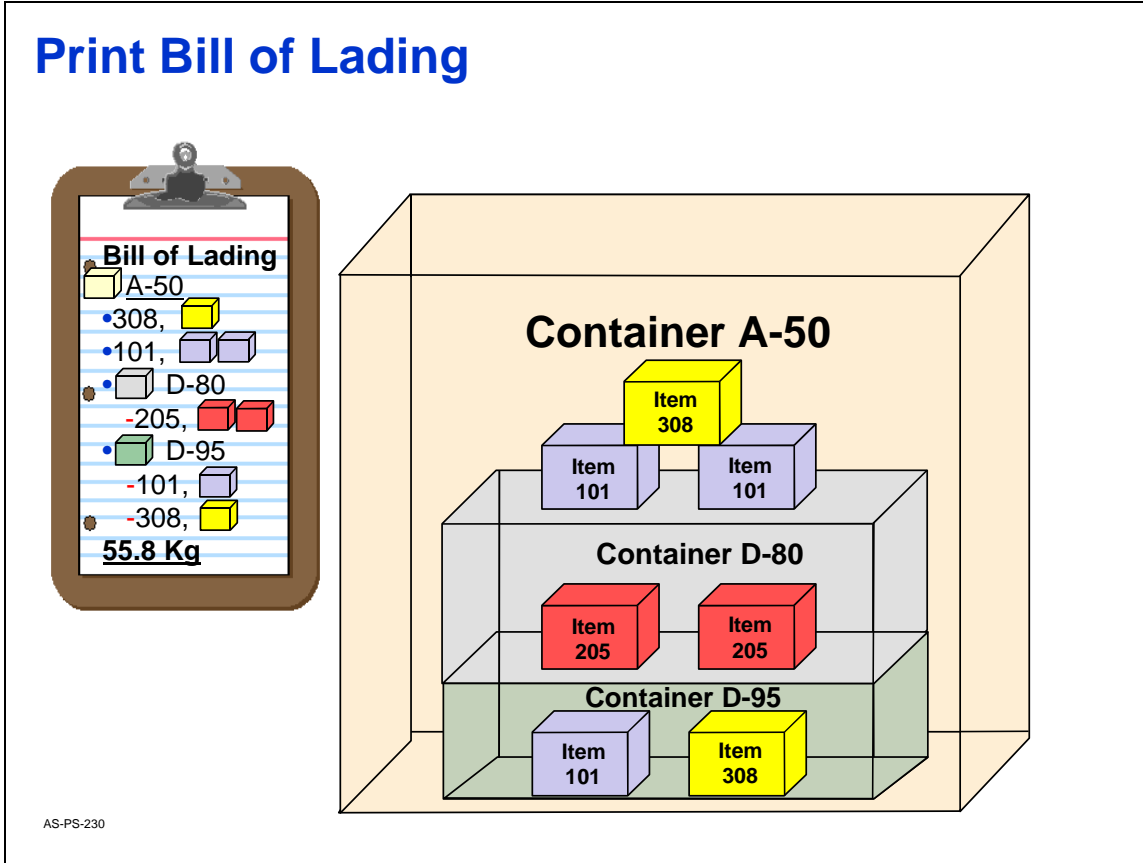 Print Bill of Lading
Bill of Lading
A-50
•308,
•101,
• D-80
-205,
• D-95
-101,
-308,
55.8 Kg
Container A-50
Item
308
Item
101
Item
101
Container D-80
Item
205
Item
205
Container D-95
Item
101
Item
308
AS-PS-230